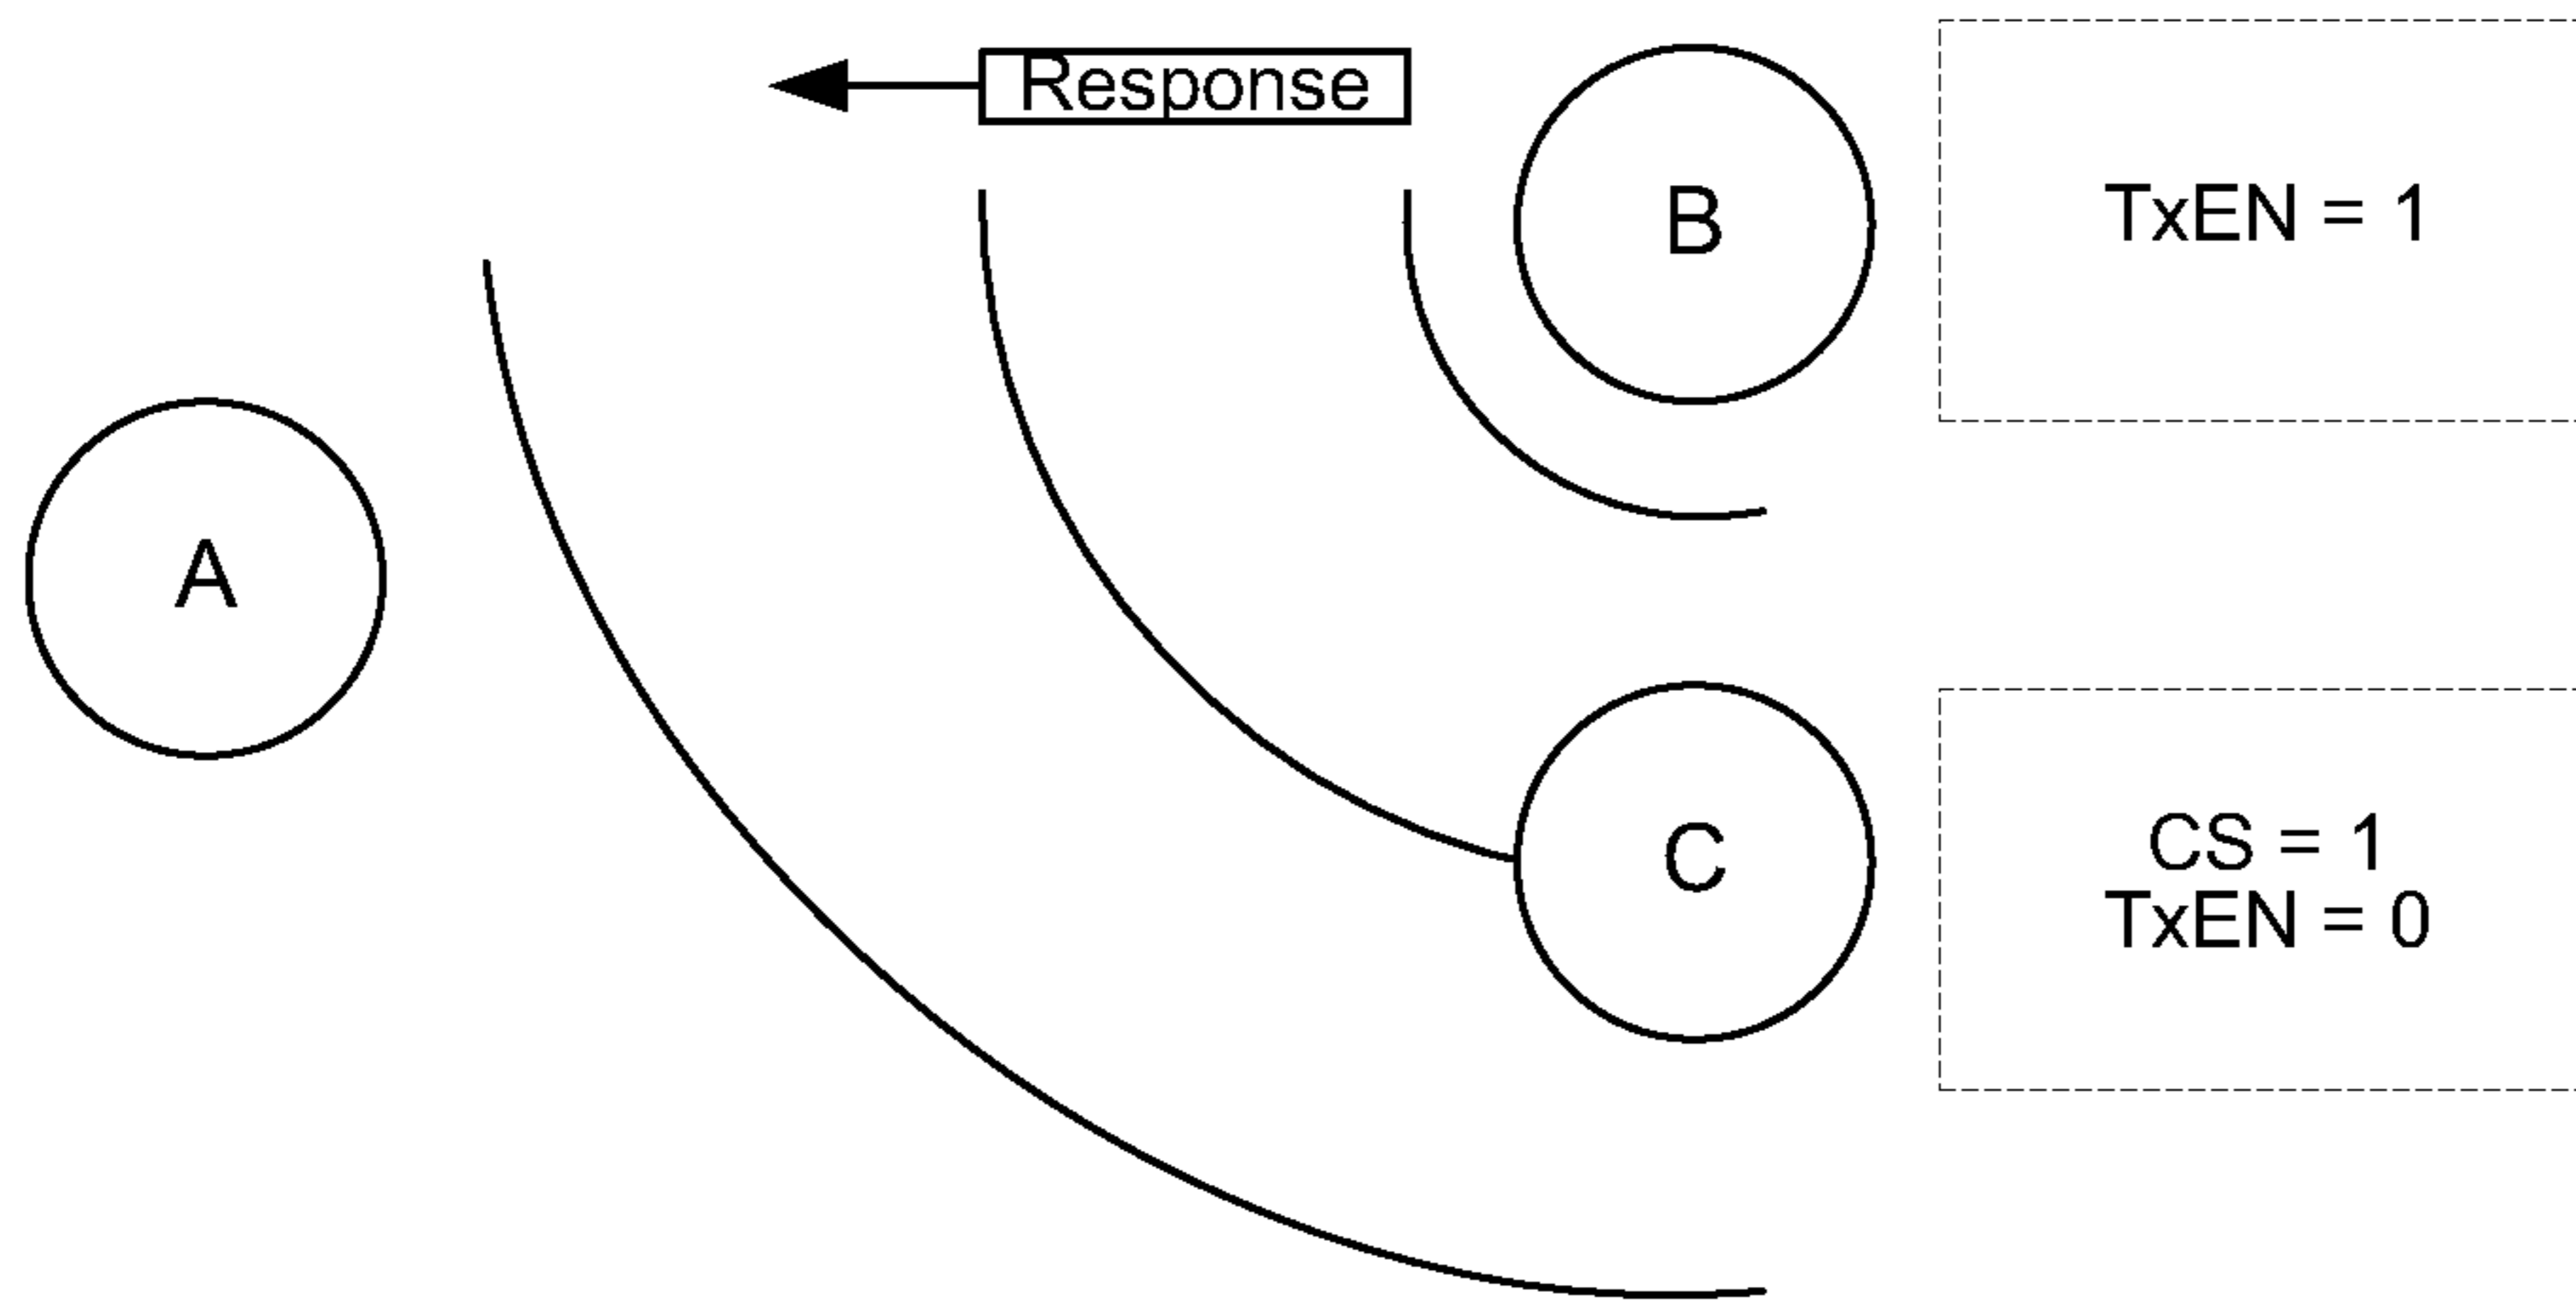 Response
B
TxEN = 1
A
C
CS = 1
TxEN = 0